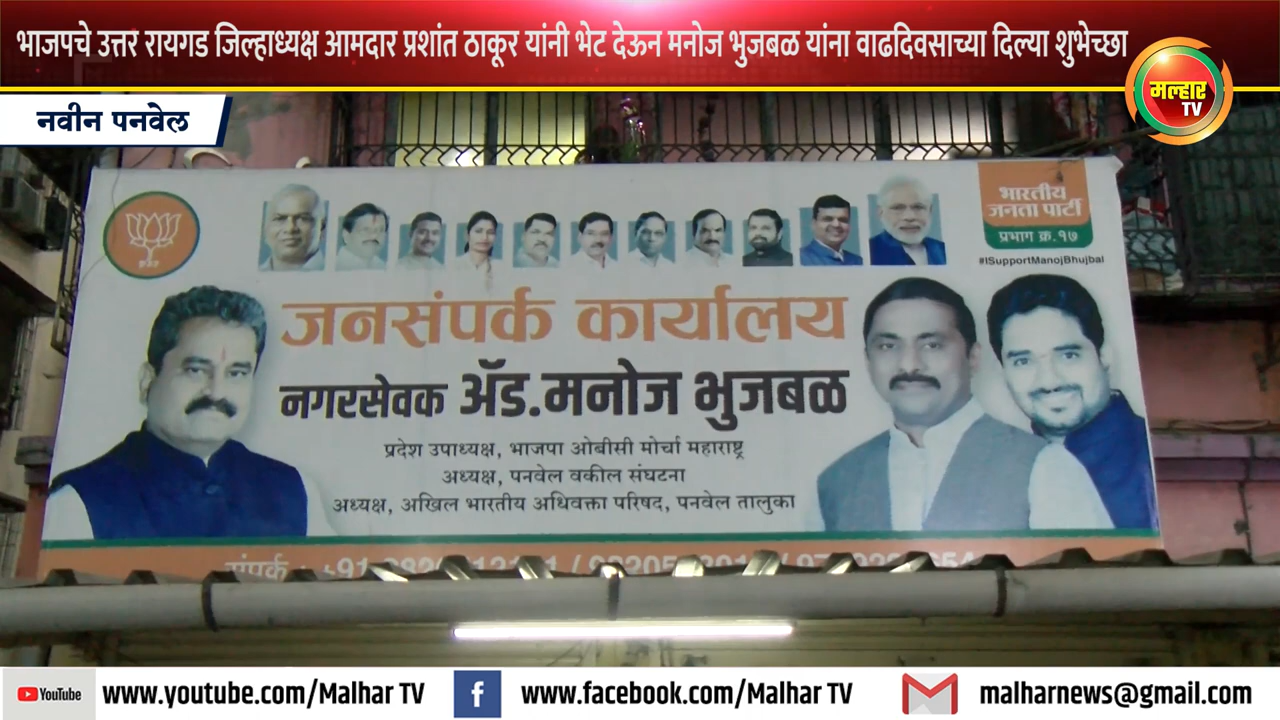 भाजपचे उत्तर रायगड जिल्हाध्यक्ष आमदार प्रशांत ठाकूर यांनी भेट देऊन मनोज भुजबळ यांना वाढदिवसाच्या दिल्या शुभेच्छा
मल्हार
TV
नवीन पनवेल
भारतीय
जनता पार्टी
प्रभाग क्र.१७
#ISupportManojBhujbal
जनसंपर्क कार्यालय
नगरसेवक ॲड.मनोज भुजबळ
प्रदेश उपाध्यक्ष, भाजपा ओबीसी मोर्चा महाराष्ट्र
अध्यक्ष, पनवेल वकील संघटना
अध्यक्ष, अखिल भारतीय अधिवक्ता परिषद, पनवेल तालुका
संपर्क :
YouTube www.youtube.com/Malhar TV
www.facebook.com/Malhar TV
malharnews@gmail.com